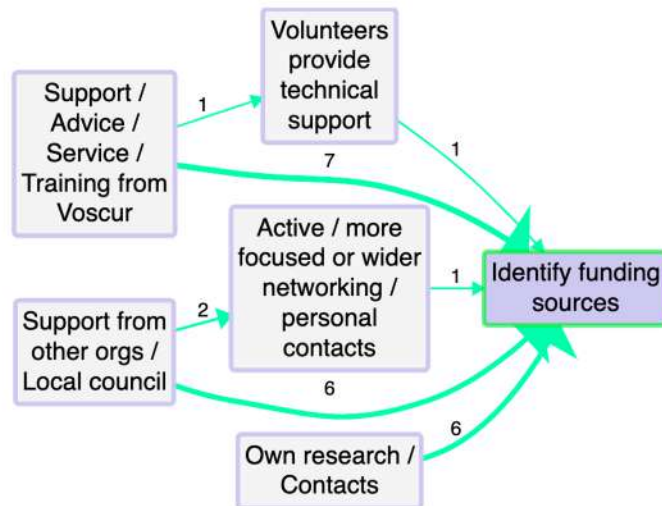 Volunteers
provide
technical
support
Support /
Advice /
Service /
Training from
Voscur
1
1
7
Active / more
focused or wider
networking /
personal
contacts
1
Identify funding
sources
Support from
other orgs /
Local council
2
6
6
Own research /
Contacts